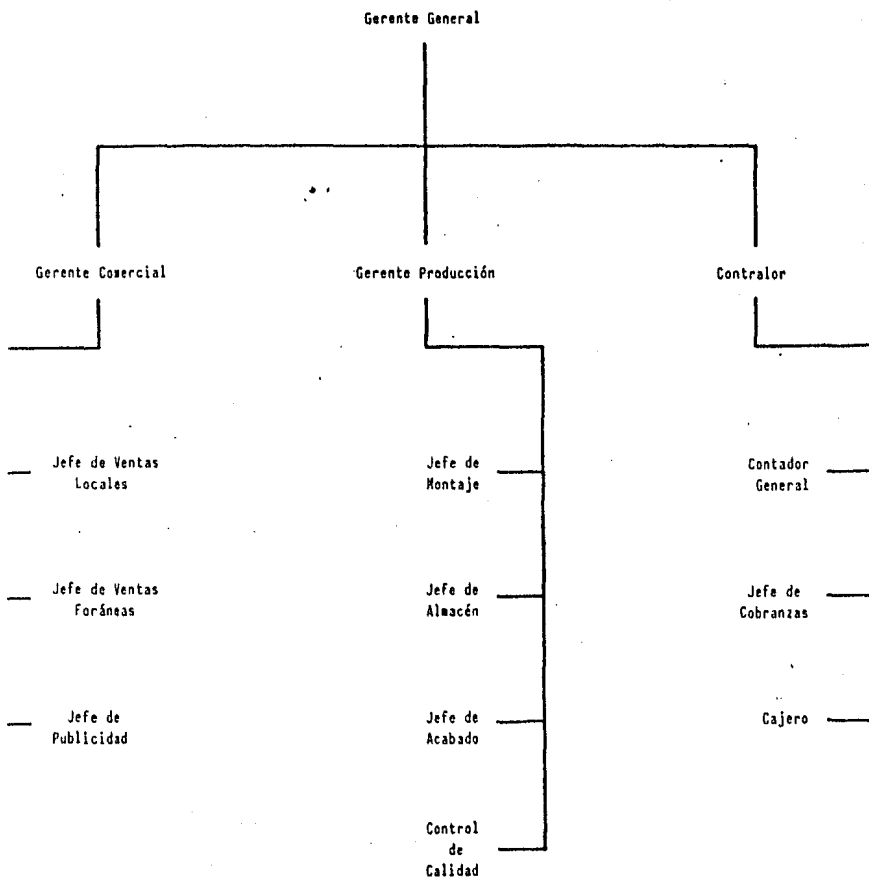 Gerente General
Gerente Comercial
Gerente Producción
Contralor
Jefe de Ventas
Locales
Jefe de
Montaje
Contador
General
Jefe de Ventas
Foráneas
Jefe de
Almacén
Jefe de
Cobranzas
Jefe de
Publicidad
Jefe de
Acabado
Cajero
Control
de
Calidad